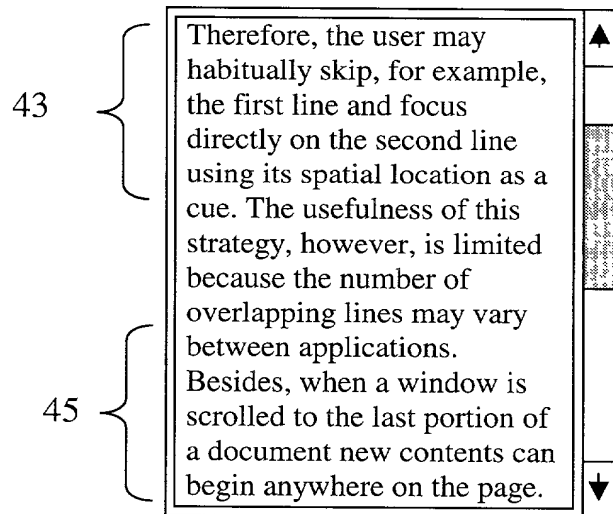 Therefore, the user may
habitually skip, for example,
the first line and focus
directly on the second line
using its spatial location as a
cue. The usefulness of this
strategy, however, is limited
because the number of
overlapping lines may vary
between applications.
Besides, when a window is
scrolled to the last portion of
a document new contents can
begin anywhere on the page.
43
45